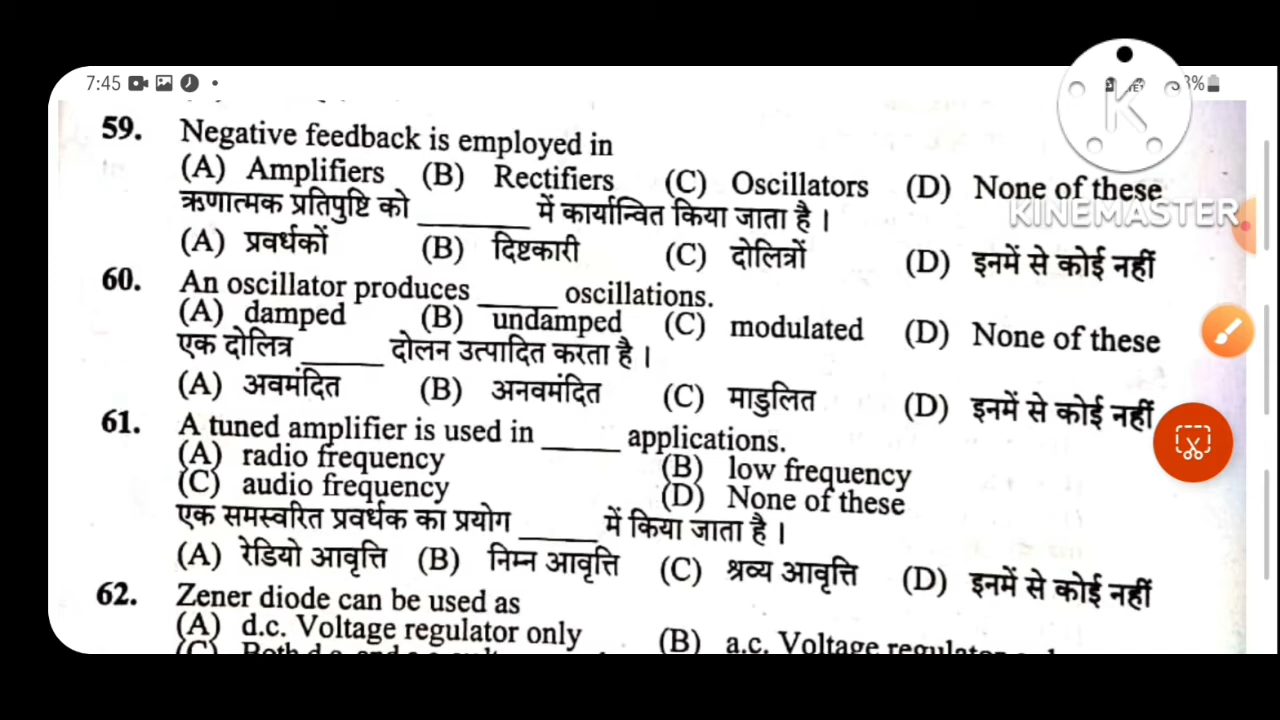 7:45
3%
KINEMASTER
59. Negative feedback is employed in
(A) Amplifiers (B) Rectifiers (C) Oscillators (D) None of these
ऋणात्मक प्रतिपुष्टि को ________ में कार्यान्वित किया जाता है ।
(A) प्रवर्धकों (B) दिष्टकारी (C) दोलित्रों (D) इनमें से कोई नहीं
60. An oscillator produces ______ oscillations.
(A) damped (B) undamped (C) modulated (D) None of these
एक दोलित्र ______ दोलन उत्पादित करता है ।
(A) अवमंदित (B) अनवमंदित (C) माडुलित (D) इनमें से कोई नहीं
61. A tuned amplifier is used in ______ applications.
(A) radio frequency (B) low frequency
(C) audio frequency (D) None of these
एक समस्वरित प्रवर्धक का प्रयोग ______ में किया जाता है ।
(A) रेडियो आवृत्ति (B) निम्न आवृत्ति (C) श्रव्य आवृत्ति (D) इनमें से कोई नहीं
62. Zener diode can be used as
(A) d.c. Voltage regulator only (B) a.c. Voltage